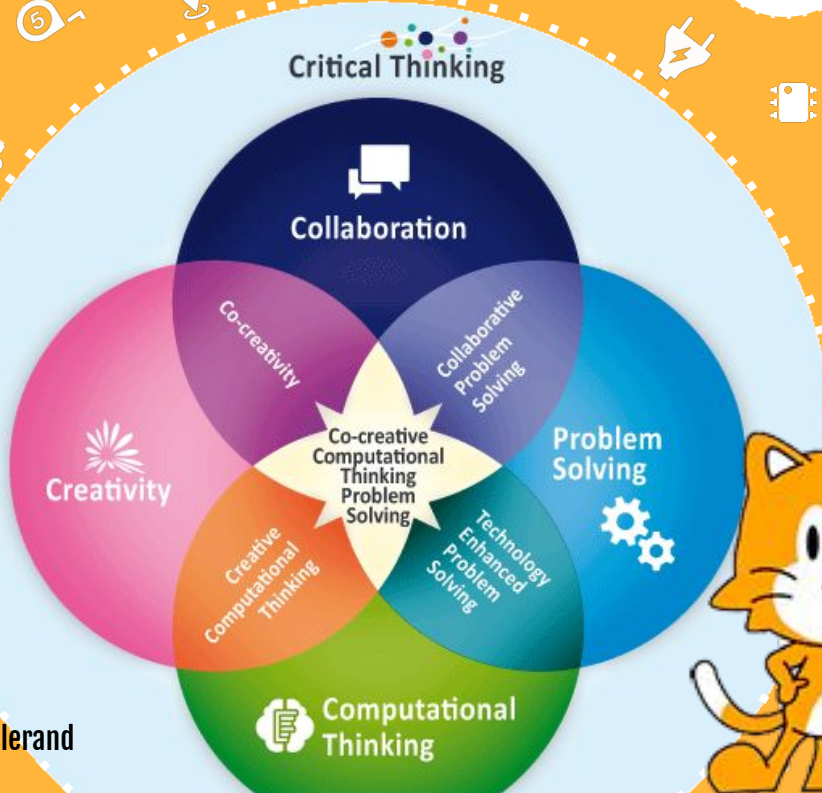 5
Critical Thinking
Collaboration
Co-creativity
Collaborative
Problem
Solving
Creativity
Co-creative
Computational
Thinking
Problem
Solving
Problem
Solving
Creative
Computational
Thinking
Technology
Enhanced
Problem
Solving
Computational
Thinking
lerand